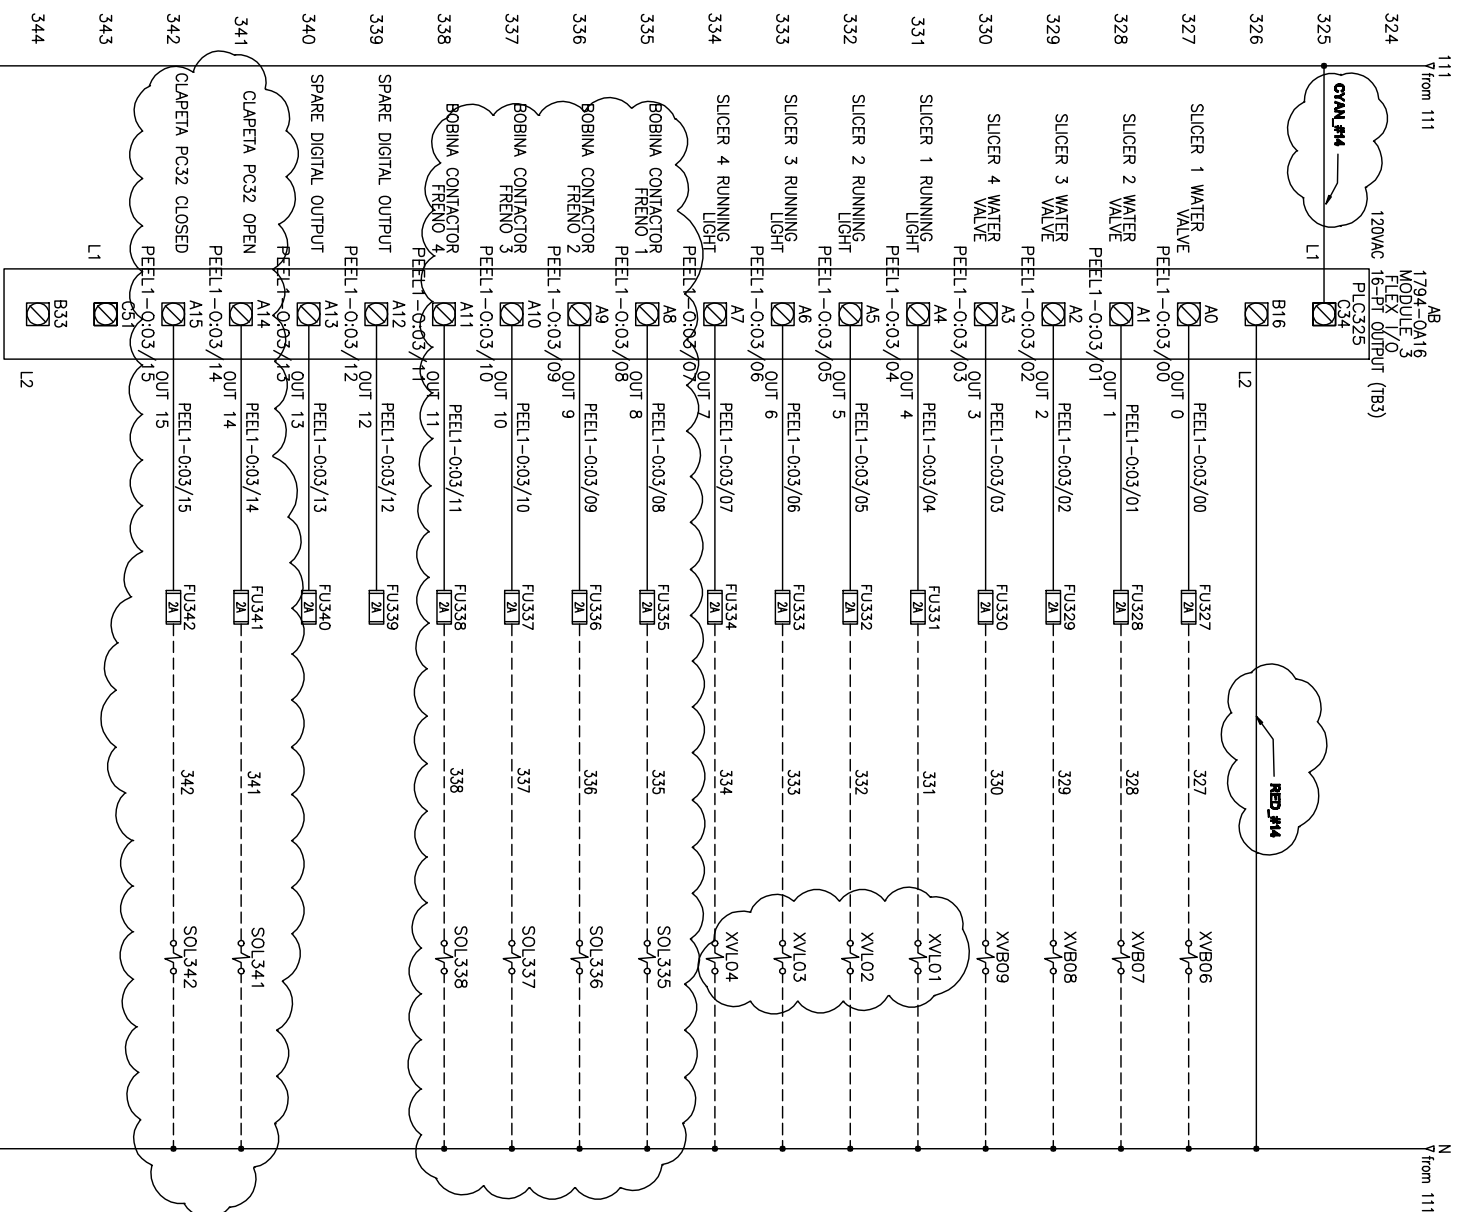 111
from 111
N
from 111
324
AB
1794-OA16
MODULE 3
FLEX I/O
120VAC 16-PT OUTPUT (TB3)
PLC325
325
CYAN_#14
L1
C34
326
B16
L2
RED_#14
327
SLICER 1 WATER
VALVE
PEEL1-O:03/00
A0
OUT 0
PEEL1-O:03/00
FU327
2A
327
XVB06
328
SLICER 2 WATER
VALVE
PEEL1-O:03/01
A1
OUT 1
PEEL1-O:03/01
FU328
2A
328
XVB07
329
SLICER 3 WATER
VALVE
PEEL1-O:03/02
A2
OUT 2
PEEL1-O:03/02
FU329
2A
329
XVB08
330
SLICER 4 WATER
VALVE
PEEL1-O:03/03
A3
OUT 3
PEEL1-O:03/03
FU330
2A
330
XVB09
331
SLICER 1 RUNNING
LIGHT
PEEL1-O:03/04
A4
OUT 4
PEEL1-O:03/04
FU331
2A
331
XVL01
332
SLICER 2 RUNNING
LIGHT
PEEL1-O:03/05
A5
OUT 5
PEEL1-O:03/05
FU332
2A
332
XVL02
333
SLICER 3 RUNNING
LIGHT
PEEL1-O:03/06
A6
OUT 6
PEEL1-O:03/06
FU333
2A
333
XVL03
334
SLICER 4 RUNNING
LIGHT
PEEL1-O:03/07
A7
OUT 7
PEEL1-O:03/07
FU334
2A
334
XVL04
335
BOBINA CONTACTOR
FRENO 1
PEEL1-O:03/08
A8
OUT 8
PEEL1-O:03/08
FU335
2A
335
SOL335
336
BOBINA CONTACTOR
FRENO 2
PEEL1-O:03/09
A9
OUT 9
PEEL1-O:03/09
FU336
2A
336
SOL336
337
BOBINA CONTACTOR
FRENO 3
PEEL1-O:03/10
A10
OUT 10
PEEL1-O:03/10
FU337
2A
337
SOL337
338
BOBINA CONTACTOR
FRENO 4
PEEL1-O:03/11
A11
OUT 11
PEEL1-O:03/11
FU338
2A
338
SOL338
339
SPARE DIGITAL OUTPUT
PEEL1-O:03/12
A12
OUT 12
PEEL1-O:03/12
FU339
2A
340
SPARE DIGITAL OUTPUT
PEEL1-O:03/13
A13
OUT 13
PEEL1-O:03/13
FU340
2A
341
CLAPETA PC32 OPEN
PEEL1-O:03/14
A14
OUT 14
PEEL1-O:03/14
FU341
2A
341
SOL341
342
CLAPETA PC32 CLOSED
PEEL1-O:03/15
A15
OUT 15
PEEL1-O:03/15
FU342
2A
342
SOL342
343
L1
C51
344
B33
L2